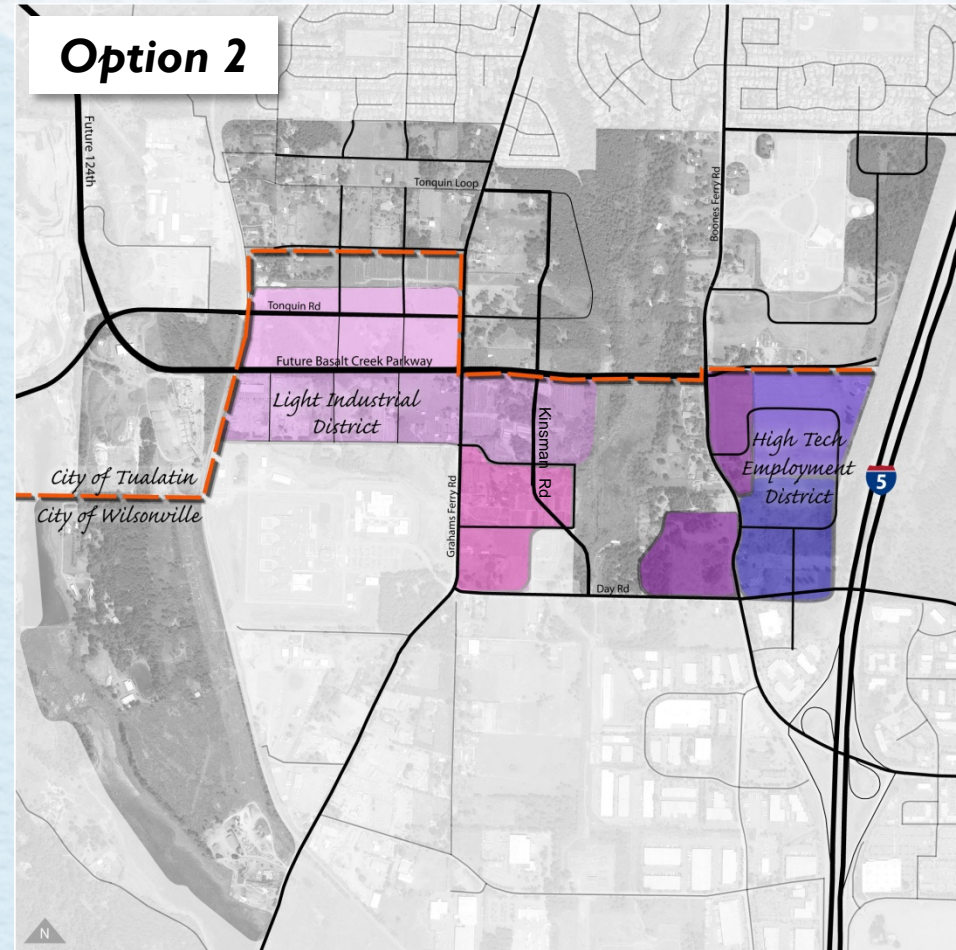 Option 2
Future 124th
Boones Ferry Rd
Tonquin Loop
Tonquin Rd
Future Basalt Creek Parkway
Light Industrial
District
Kinsman Rd
High Tech
Employment
District
5
City of Tualatin
City of Wilsonville
Grahams Ferry Rd
Day Rd
N